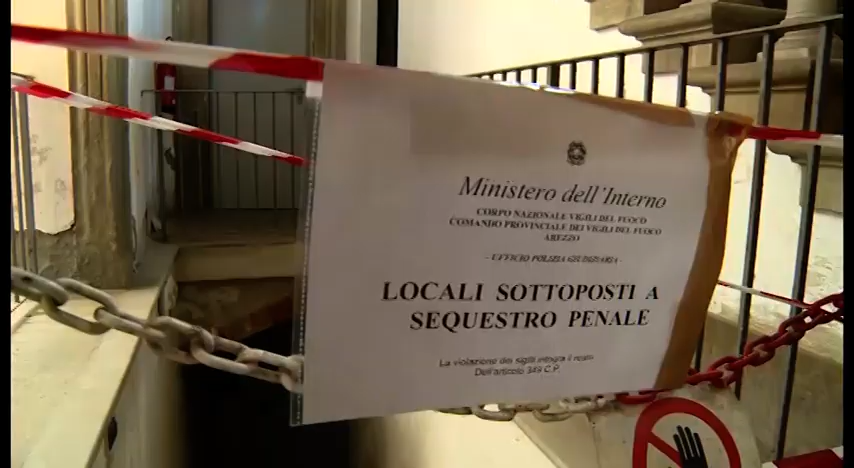 Ministero dell'Interno
CORPO NAZIONALE VIGILI DEL FUOCO
COMANDO PROVINCIALE DEI VIGILI DEL FUOCO
AREZZO
- UFFICIO POLIZIA GIUDIZIARIA -
LOCALI SOTTOPOSTI A
SEQUESTRO PENALE
La violazione dei sigilli integra il reato
Dell'articolo 349 C.P.